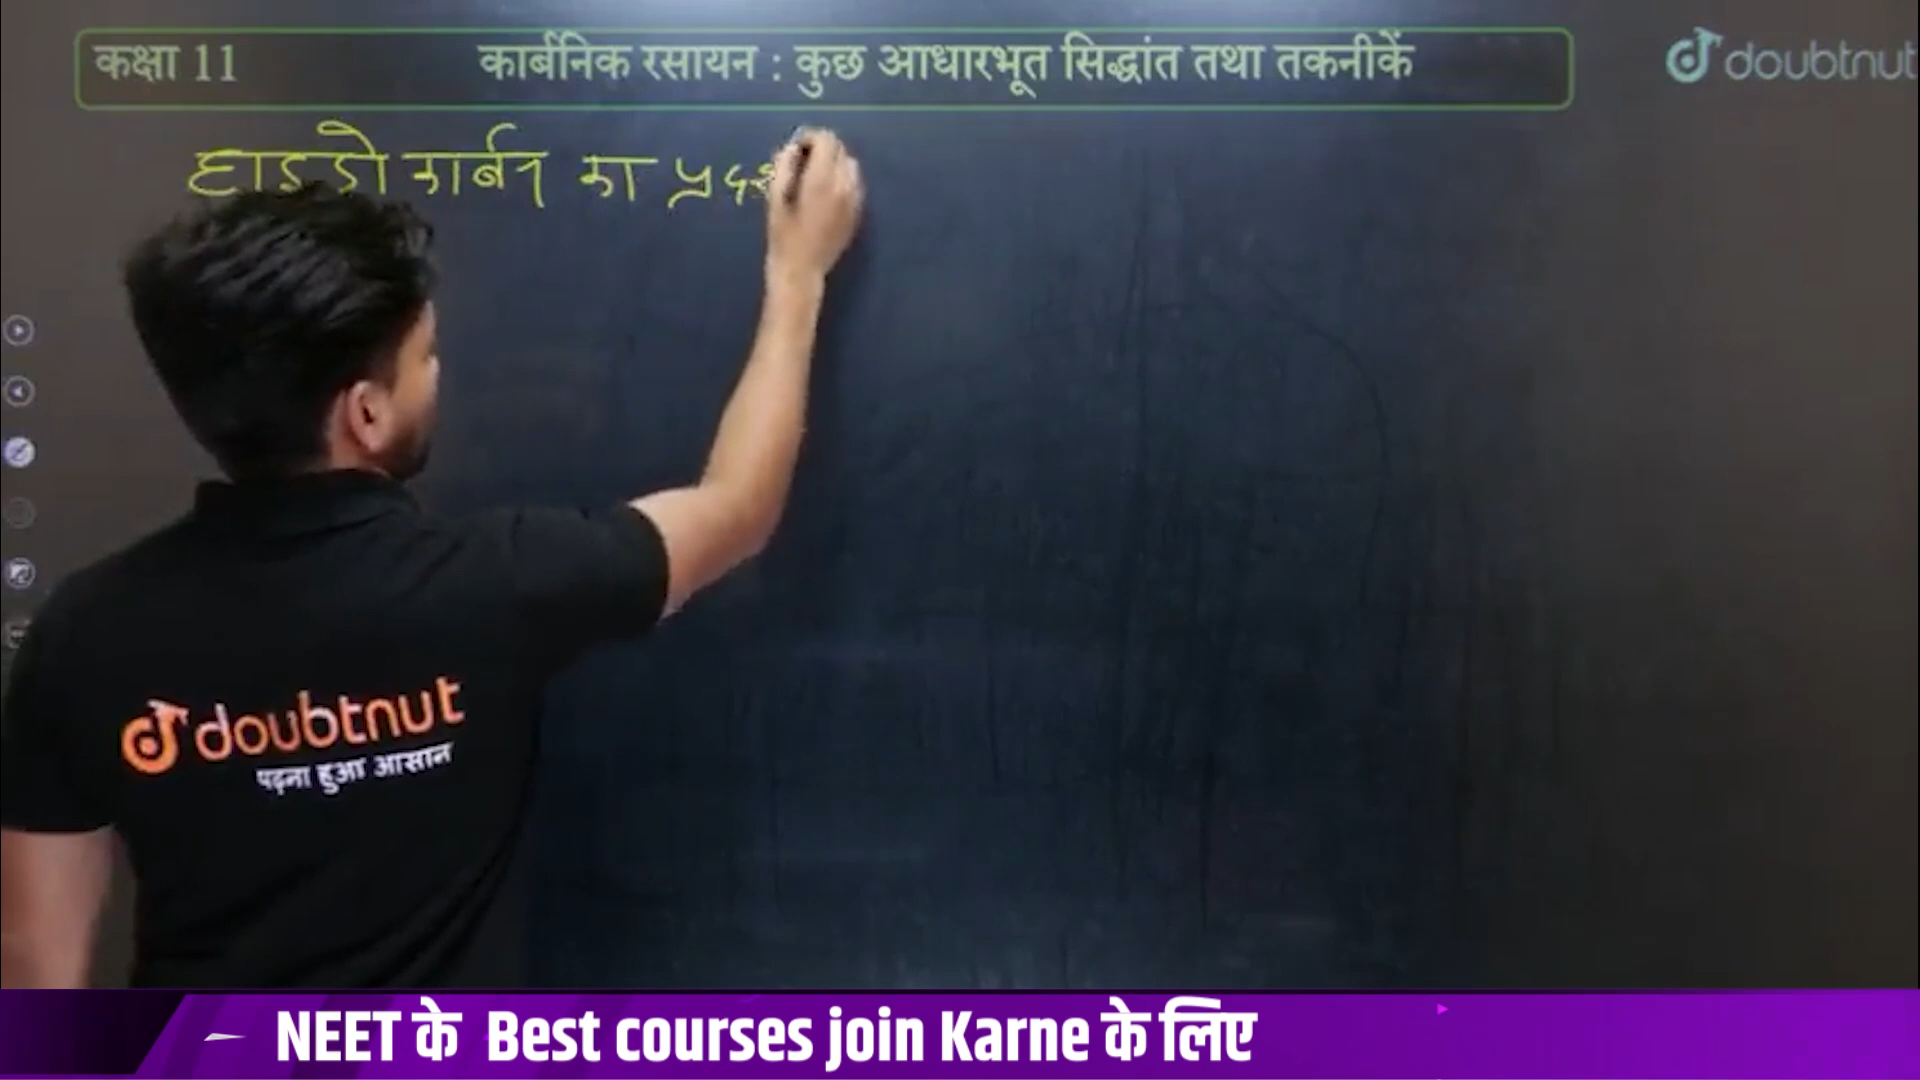 कक्षा 11 कार्बनिक रसायन : कुछ आधारभूत सिद्धांत तथा तकनीकें doubtnut
हाइड्रो कार्बन का
doubtnut
पढ़ना हुआ आसान
NEET के Best courses join Karne के लिए